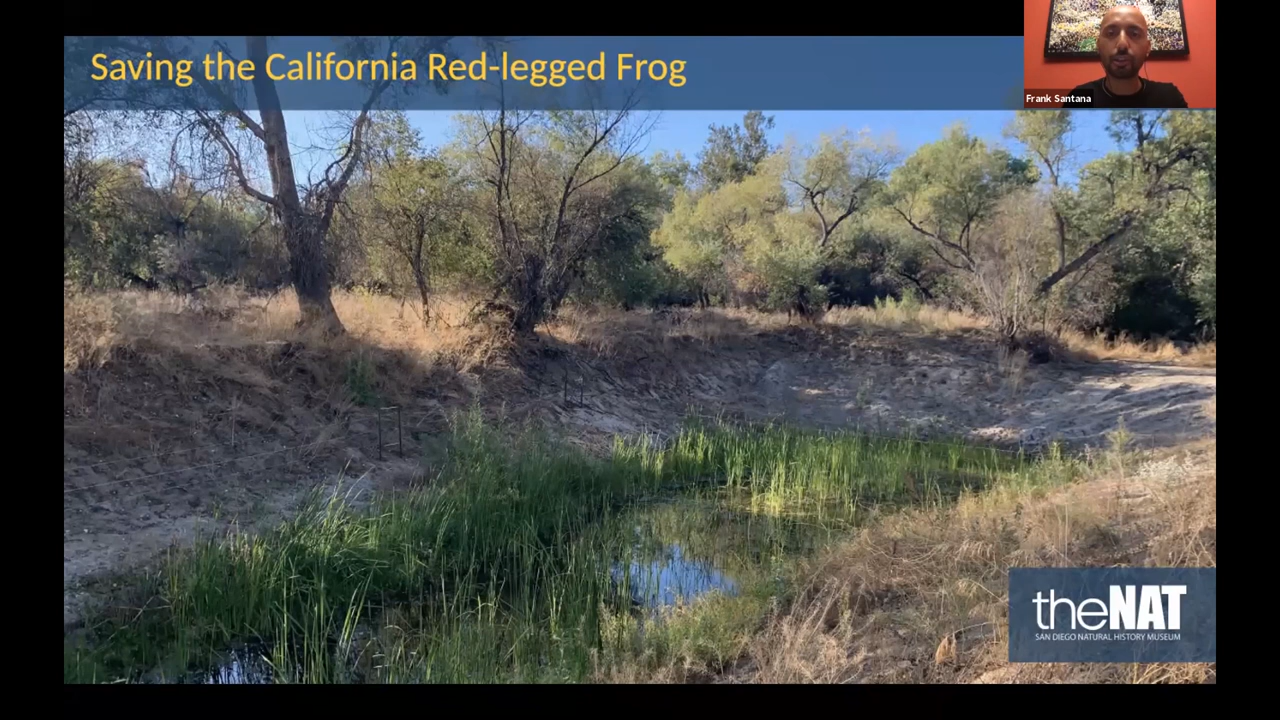 Saving the California Red-legged Frog
Frank Santana
theNAT
SAN DIEGO NATURAL HISTORY MUSEUM